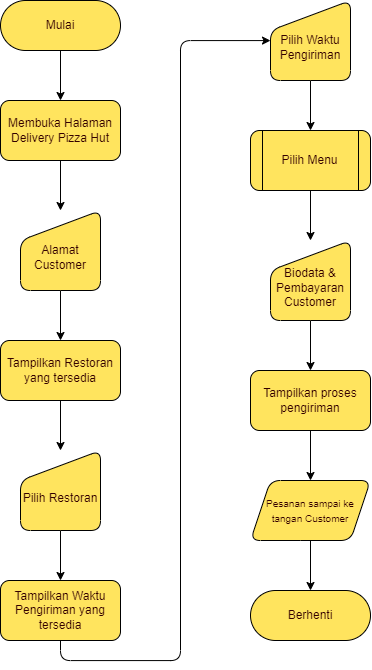 Mulai
Membuka Halaman
Delivery Pizza Hut
Alamat
Customer
Tampilkan Restoran
yang tersedia
Pilih Restoran
Tampilkan Waktu
Pengiriman yang
tersedia
Pilih Waktu
Pengiriman
Pilih Menu
Biodata &
Pembayaran
Customer
Tampilkan proses
pengiriman
Pesanan sampai ke
tangan Customer
Berhenti